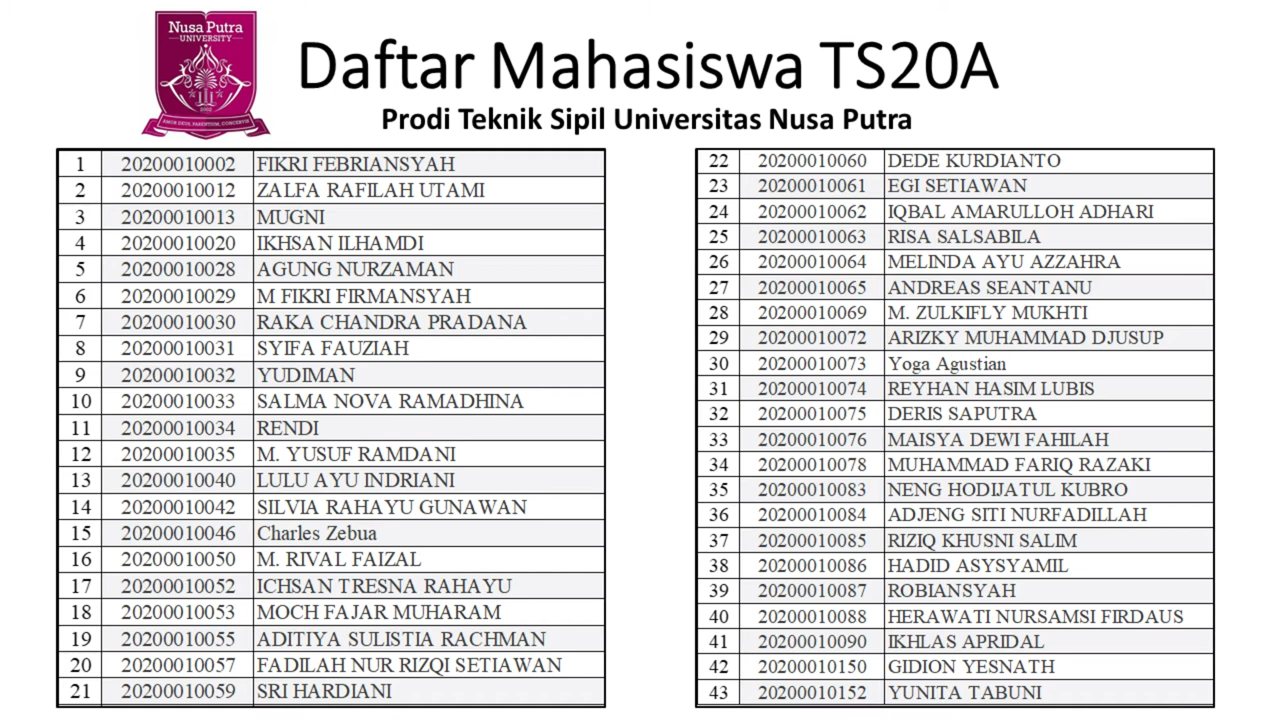 Nusa Putra
UNIVERSITY
AMOR DEUS, PARENTIUM, CONCERVIS
Daftar Mahasiswa TS20A
Prodi Teknik Sipil Universitas Nusa Putra
1 20200010002 FIKRI FEBRIANSYAH
2 20200010012 ZALFA RAFILAH UTAMI
3 20200010013 MUGNI
4 20200010020 IKHSAN ILHAMDI
5 20200010028 AGUNG NURZAMAN
6 20200010029 M FIKRI FIRMANSYAH
7 20200010030 RAKA CHANDRA PRADANA
8 20200010031 SYIFA FAUZIAH
9 20200010032 YUDIMAN
10 20200010033 SALMA NOVA RAMADHINA
11 20200010034 RENDI
12 20200010035 M. YUSUF RAMDANI
13 20200010040 LULU AYU INDRIANI
14 20200010042 SILVIA RAHAYU GUNAWAN
15 20200010046 Charles Zebua
16 20200010050 M. RIVAL FAIZAL
17 20200010052 ICHSAN TRESNA RAHAYU
18 20200010053 MOCH FAJAR MUHARAM
19 20200010055 ADITIYA SULISTIA RACHMAN
20 20200010057 FADILAH NUR RIZQI SETIAWAN
21 20200010059 SRI HARDIANI
22 20200010060 DEDE KURDIANTO
23 20200010061 EGI SETIAWAN
24 20200010062 IQBAL AMARULLOH ADHARI
25 20200010063 RISA SALSABILA
26 20200010064 MELINDA AYU AZZAHRA
27 20200010065 ANDREAS SEANTANU
28 20200010069 M. ZULKIFLY MUKHTI
29 20200010072 ARIZKY MUHAMMAD DJUSUP
30 20200010073 Yoga Agustian
31 20200010074 REYHAN HASIM LUBIS
32 20200010075 DERIS SAPUTRA
33 20200010076 MAISYA DEWI FAHILAH
34 20200010078 MUHAMMAD FARIQ RAZAKI
35 20200010083 NENG HODIJATUL KUBRO
36 20200010084 ADJENG SITI NURFADILLAH
37 20200010085 RIZIQ KHUSNI SALIM
38 20200010086 HADID ASYSYAMIL
39 20200010087 ROBIANSYAH
40 20200010088 HERAWATI NURSAMSI FIRDAUS
41 20200010090 IKHLAS APRIDAL
42 20200010150 GIDION YESNATH
43 20200010152 YUNITA TABUNI